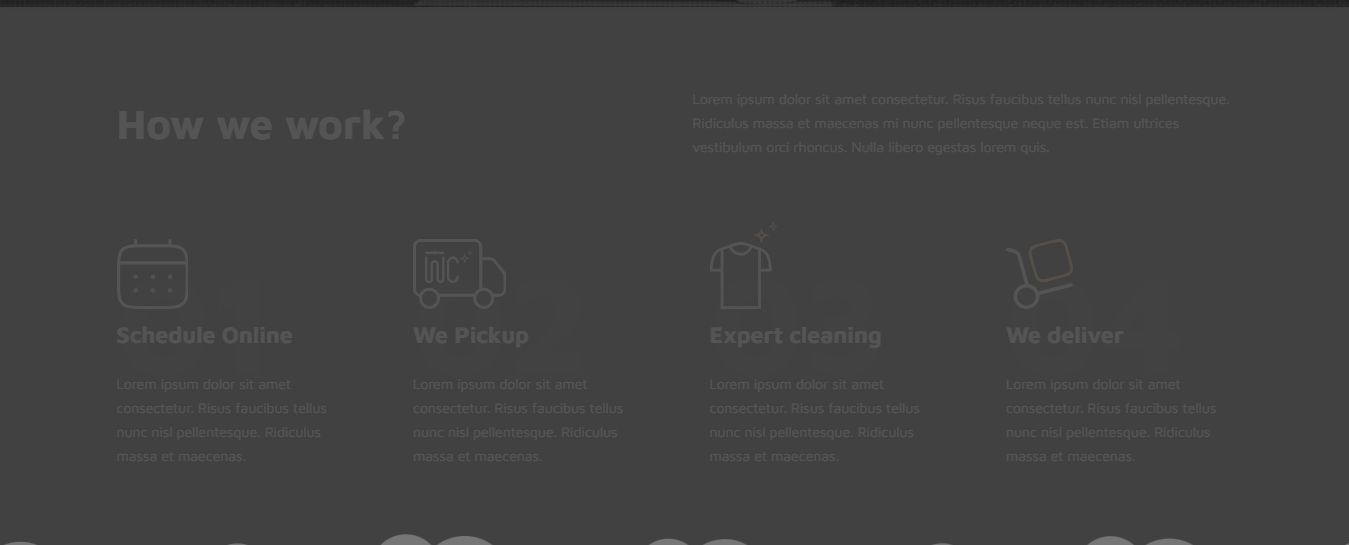 How we work?
Lorem ipsum dolor sit amet consectetur. Risus faucibus tellus nunc nisl pellentesque.
Ridiculus massa et maecenas mi nunc pellentesque neque est. Etiam ultrices
vestibulum orci rhoncus. Nulla libero egestas lorem quis.
WC
01
02
03
04
Schedule Online
We Pickup
Expert cleaning
We deliver
Lorem ipsum dolor sit amet
consectetur. Risus faucibus tellus
nunc nisl pellentesque. Ridiculus
massa et maecenas.
Lorem ipsum dolor sit amet
consectetur. Risus faucibus tellus
nunc nisl pellentesque. Ridiculus
massa et maecenas.
Lorem ipsum dolor sit amet
consectetur. Risus faucibus tellus
nunc nisl pellentesque. Ridiculus
massa et maecenas.
Lorem ipsum dolor sit amet
consectetur. Risus faucibus tellus
nunc nisl pellentesque. Ridiculus
massa et maecenas.